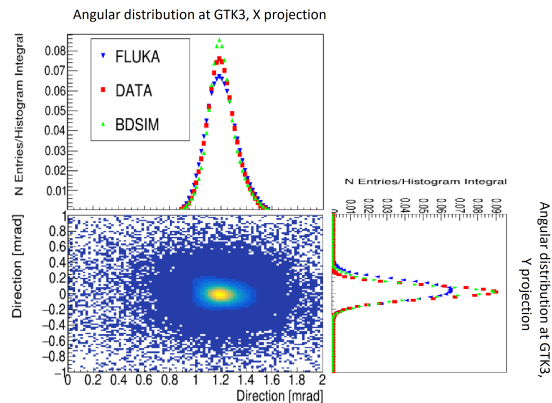 Angular distribution at GTK3, X projection
N Entries/Histogram Integral
0.08
0.07
0.06
0.05
0.04
0.03
0.02
0.01
FLUKA
DATA
BDSIM
Direction [mrad]
1
0.8
0.6
0.4
0.2
0
−0.2
−0.4
−0.6
−0.8
−1
0 0.2 0.4 0.6 0.8 1.0 1.2 1.4 1.6 1.8 2
Direction [mrad]
N Entries/Histogram Integral
0 0.01 0.02 0.03 0.04 0.05 0.06 0.07 0.08 0.09
Angular distribution at GTK3,
Y projection